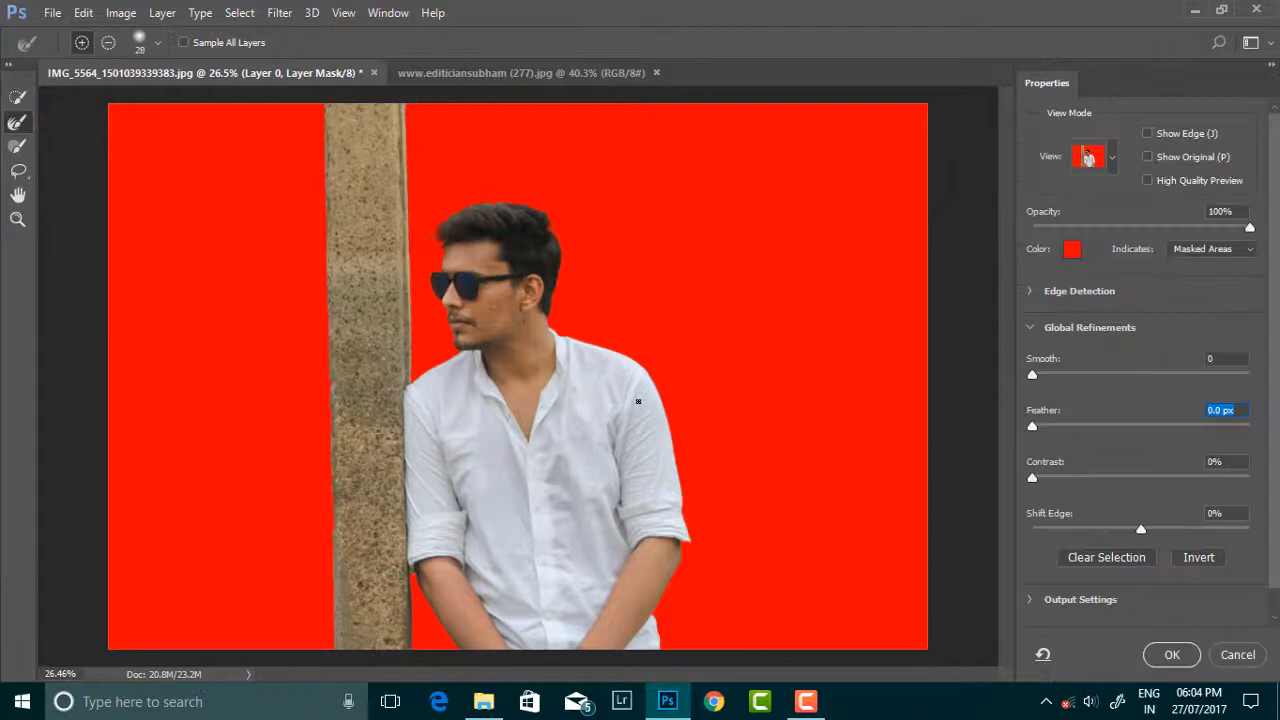 Ps File Edit Image Layer Type Select Filter 3D View Window Help
28 Sample All Layers
IMG_5564_1501039339383.jpg @ 26.5% (Layer 0, Layer Mask/8) * × www.editiciansubham (277).jpg @ 40.3% (RGB/8#) ×
Properties
View Mode
Show Edge (J)
View:
Show Original (P)
High Quality Preview
Opacity: 100%
Color: Indicates: Masked Areas
Edge Detection
Global Refinements
Smooth: 0
Feather: 0.0 px
Contrast: 0%
Shift Edge: 0%
Clear Selection Invert
Output Settings
OK Cancel
26.46% Doc: 20.8M/23.2M
Type here to search 5 Lr Ps
ENG 06:04 PM
IN 27/07/2017